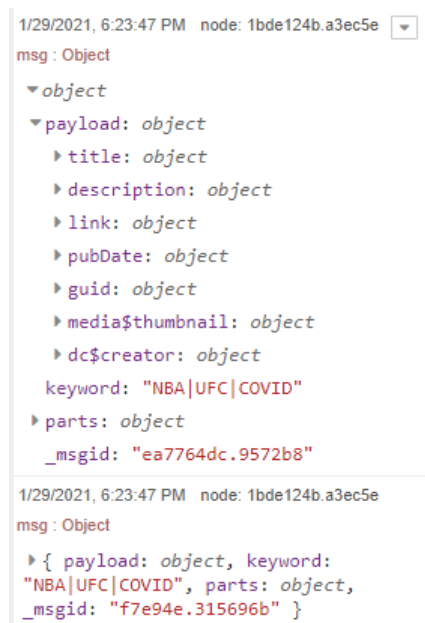 1/29/2021, 6:23:47 PM node: 1bde124b.a3ec5e
msg : Object
object
payload: object
title: object
description: object
link: object
pubDate: object
guid: object
media$thumbnail: object
dc$creator: object
keyword: "NBA|UFC|COVID"
parts: object
_msgid: "ea7764dc.9572b8"
1/29/2021, 6:23:47 PM node: 1bde124b.a3ec5e
msg : Object
{ payload: object, keyword:
"NBA|UFC|COVID", parts: object,
_msgid: "f7e94e.315696b" }